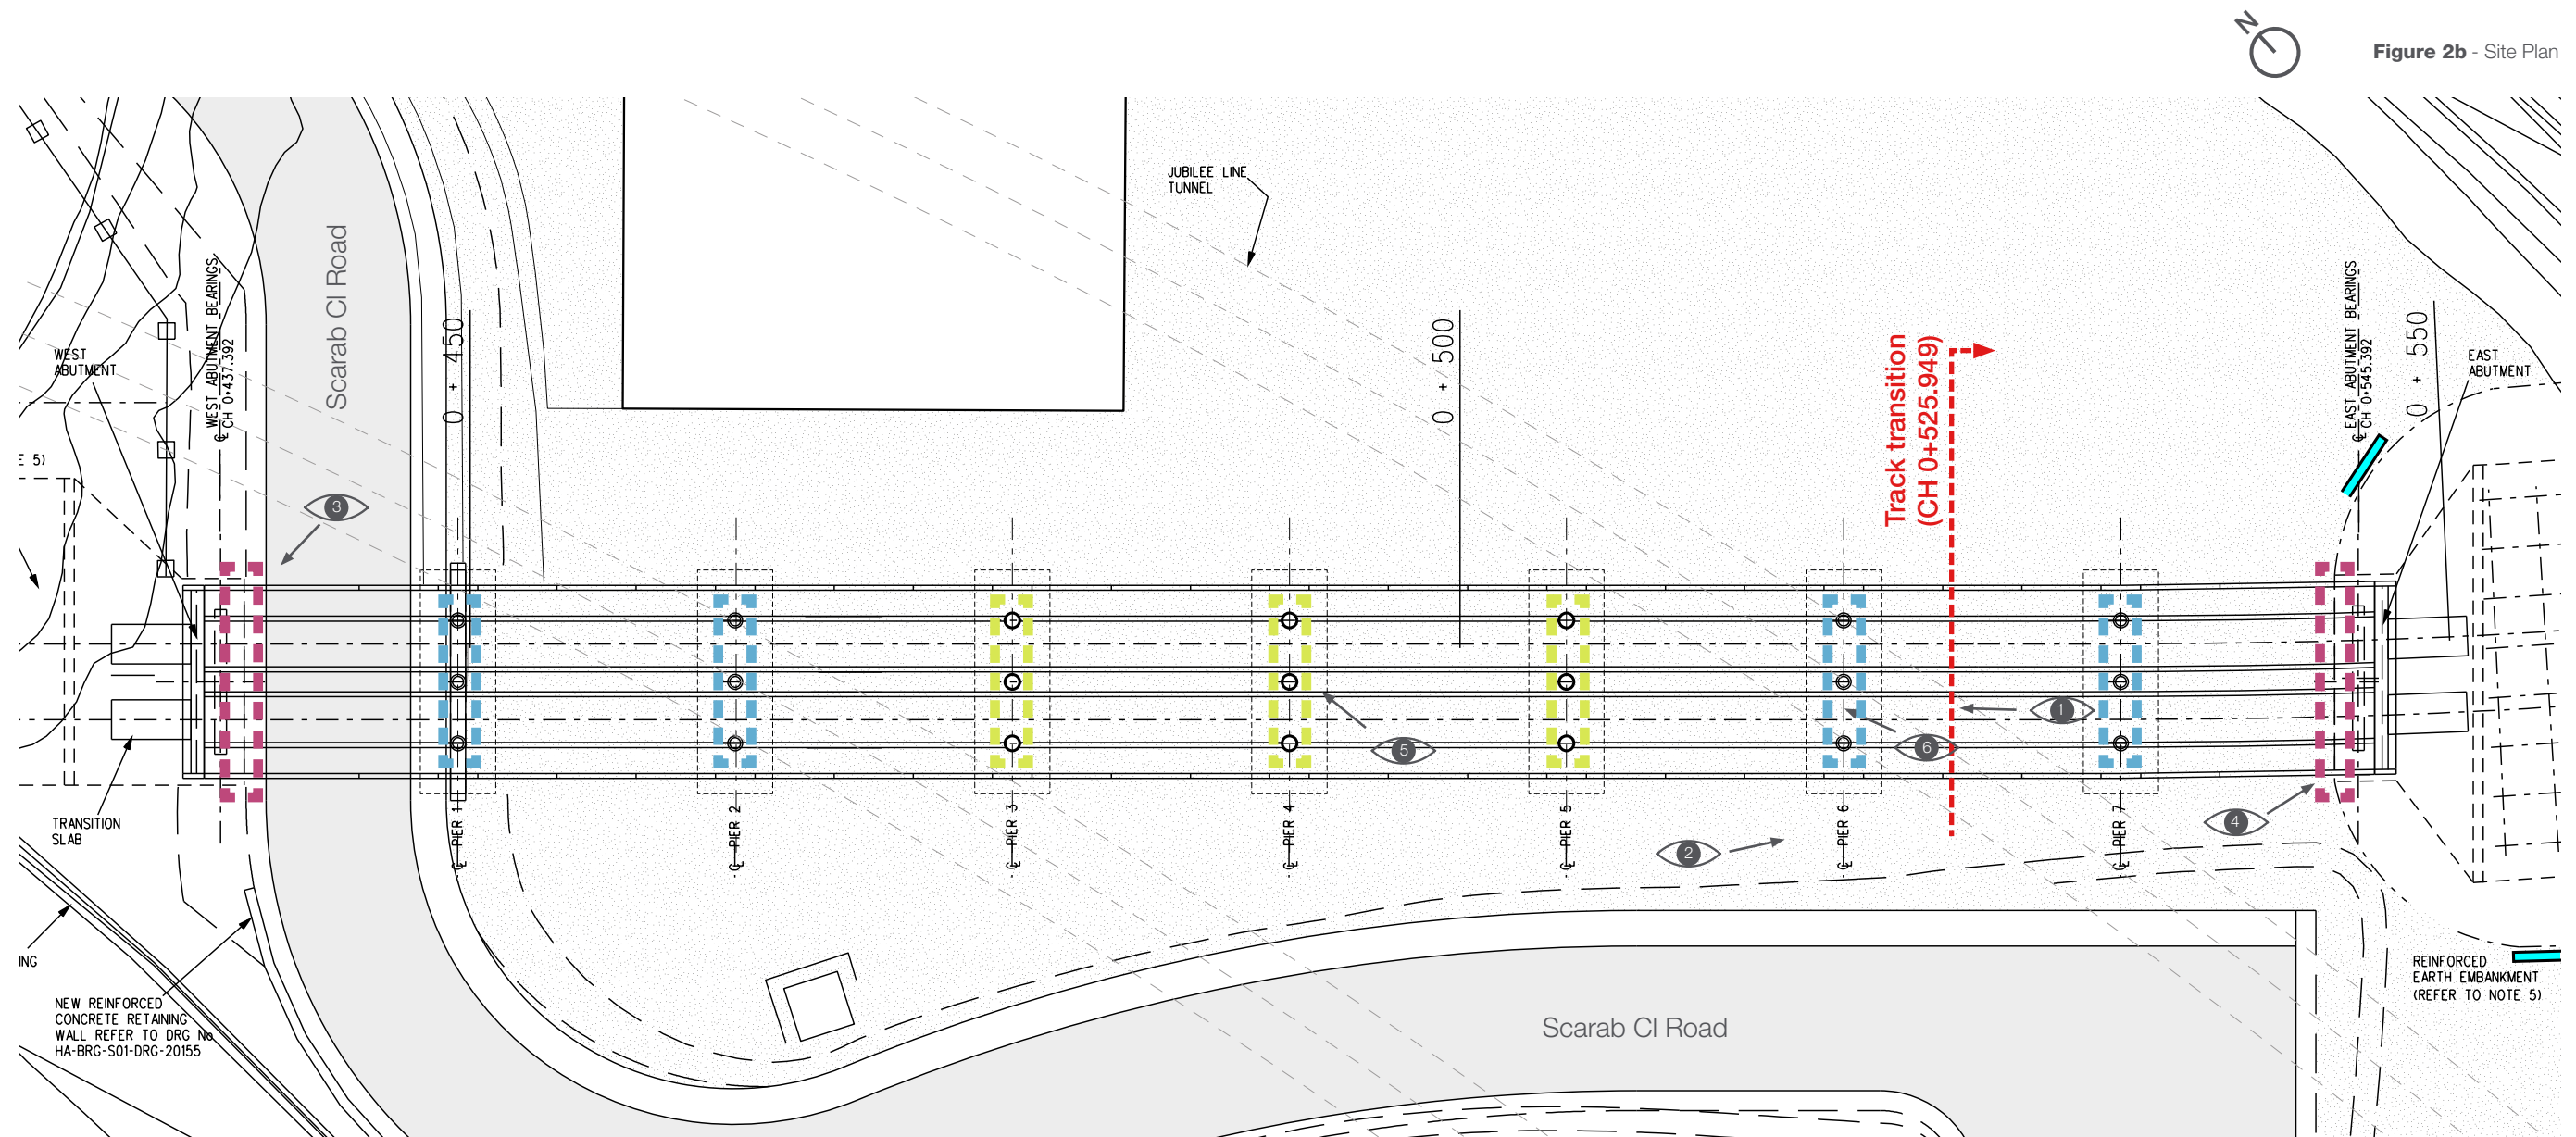 N
Figure 2b - Site Plan
JUBILEE LINE
TUNNEL
Scarab Cl Road
WEST ABUTMENT BEARINGS
℄ CH 0+437.392
WEST
ABUTMENT
0 + 450
0 + 500
Track transition
(CH 0+525.949)
EAST ABUTMENT BEARINGS
℄ CH 0+545.392
0 + 550
EAST
ABUTMENT
E 5)
3
5
6
1
2
4
℄ PIER 1
℄ PIER 2
℄ PIER 3
℄ PIER 4
℄ PIER 5
℄ PIER 6
℄ PIER 7
TRANSITION
SLAB
ING
NEW REINFORCED
CONCRETE RETAINING
WALL REFER TO DRG No
HA-BRG-S01-DRG-20155
Scarab Cl Road
REINFORCED
EARTH EMBANKMENT
(REFER TO NOTE 5)